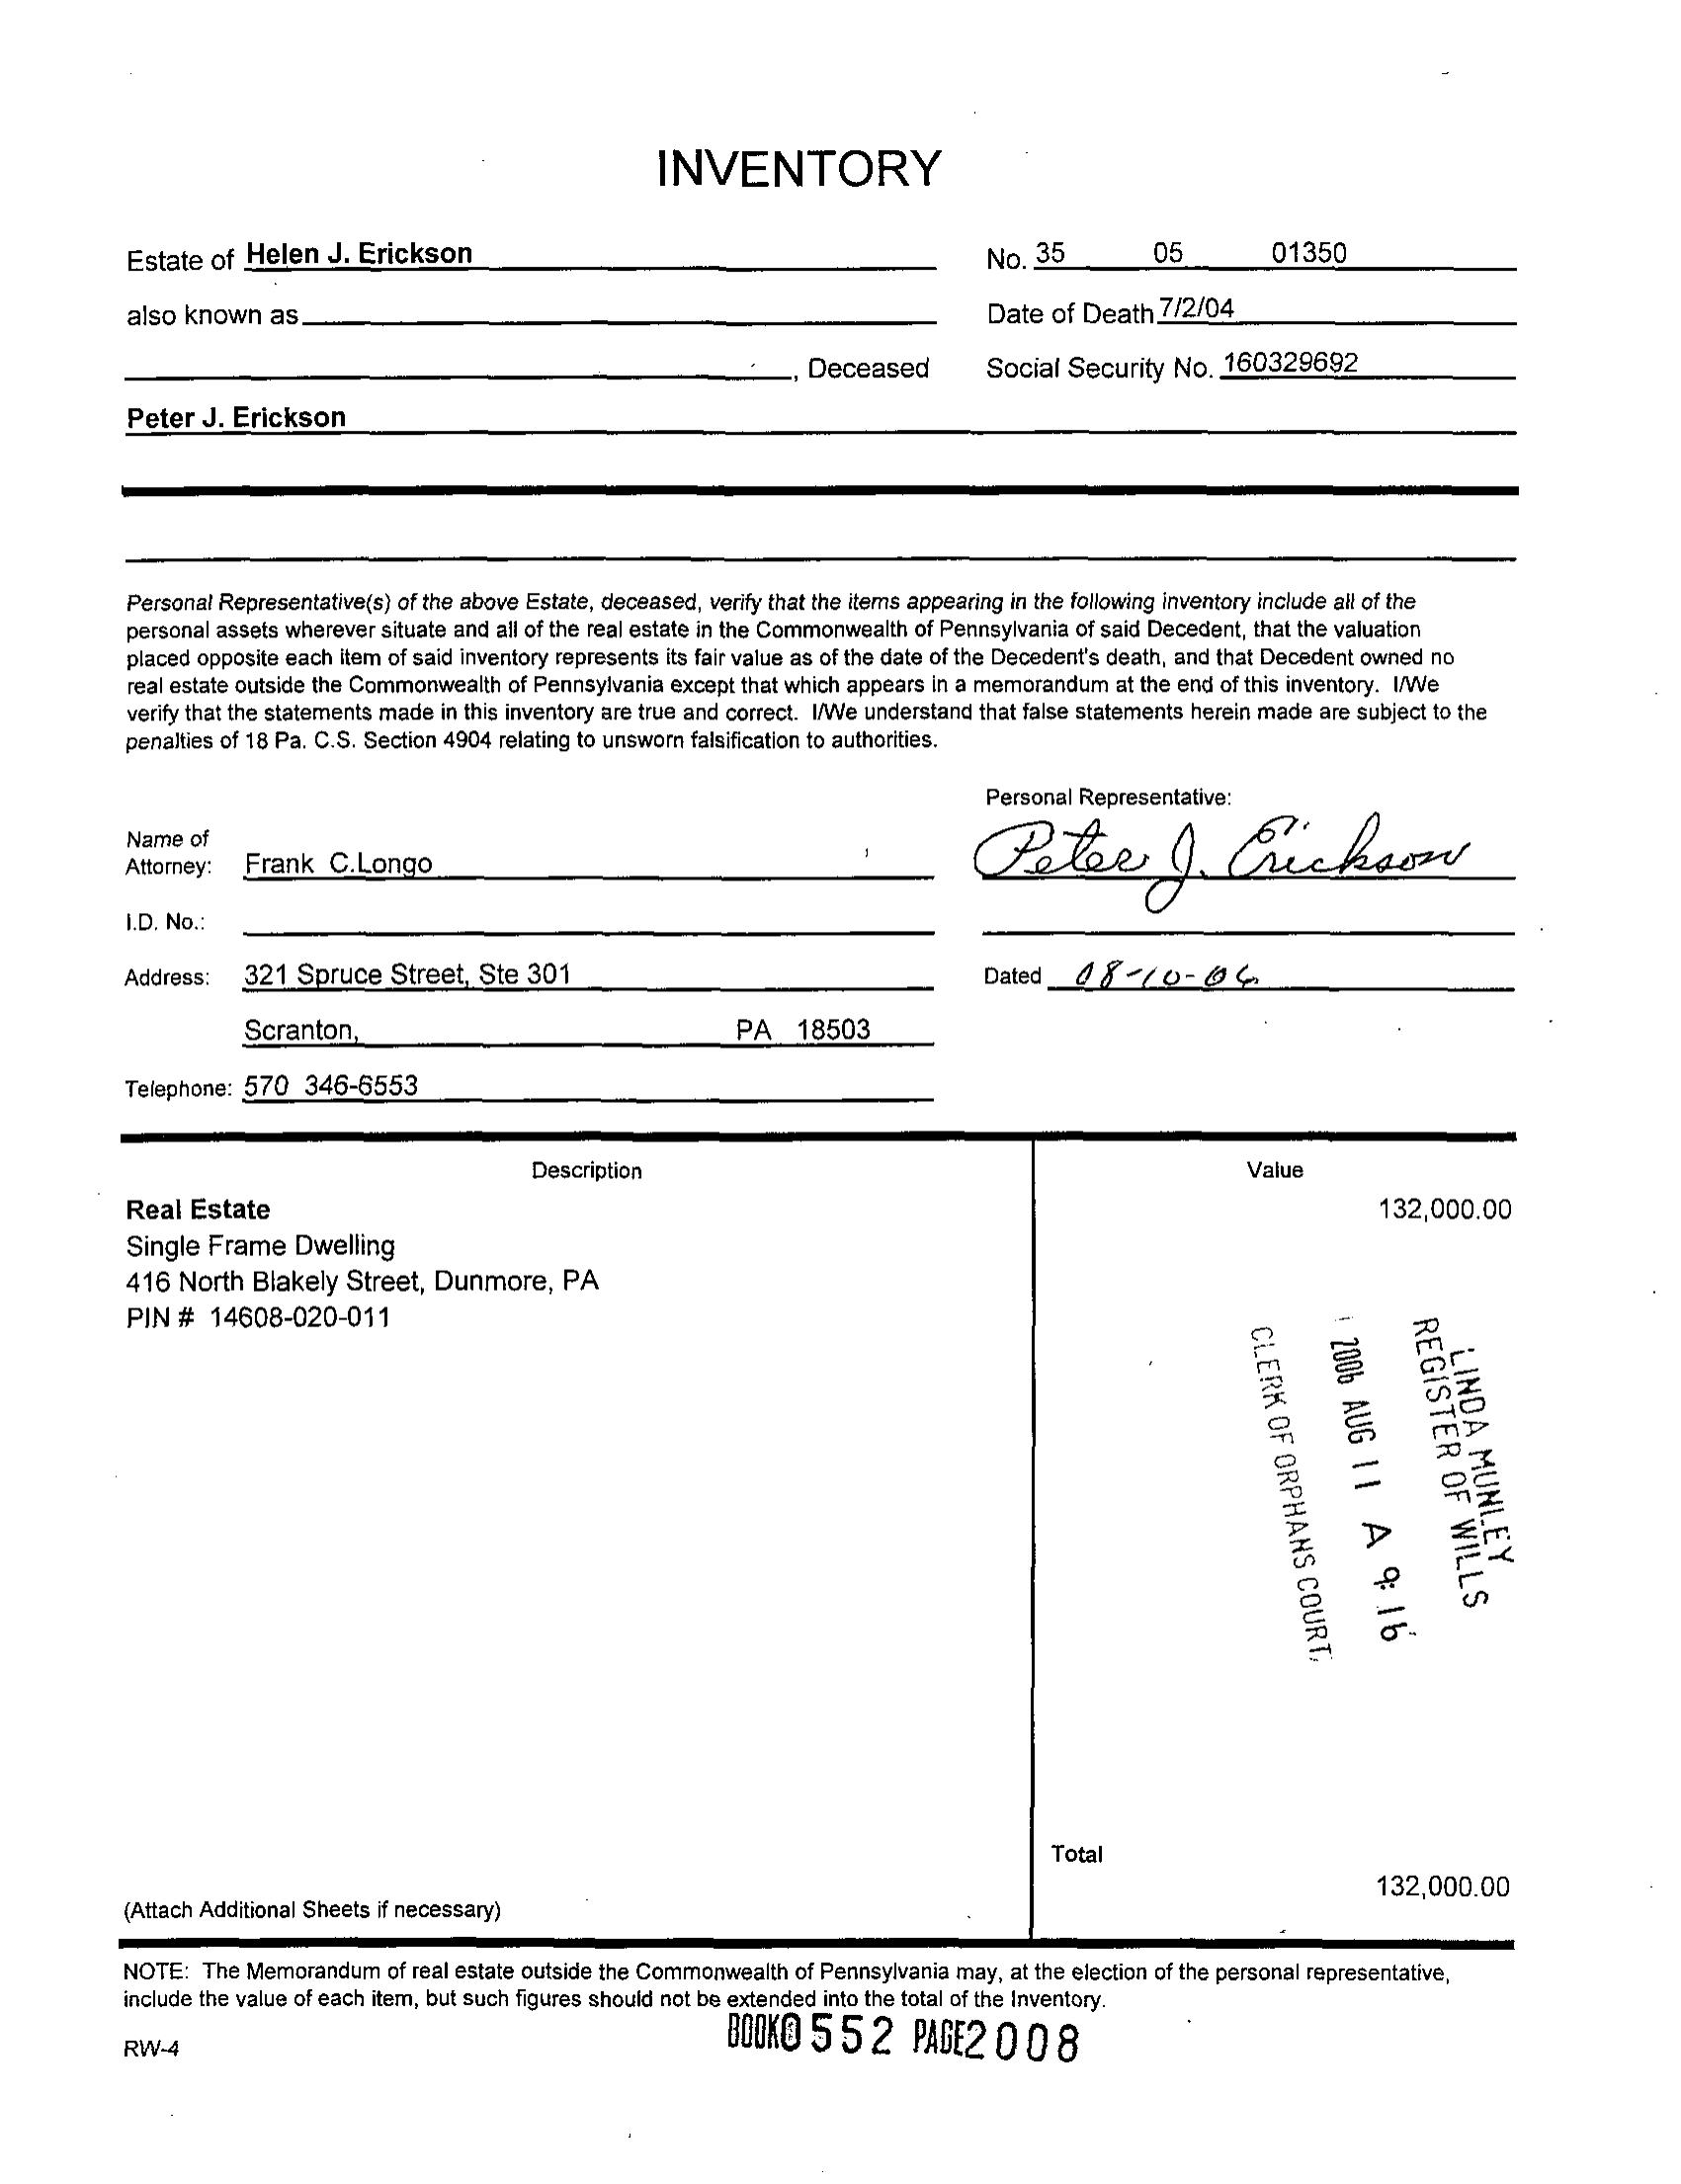 INVENTORY
Estate of Helen J. Erickson
No. 35 05 01350
also known as
Date of Death 7/2/04
, Deceased
Social Security No. 160329692
Peter J. Erickson
Personal Representative(s) of the above Estate, deceased, verify that the items appearing in the following inventory include all of the
personal assets wherever situate and all of the real estate in the Commonwealth of Pennsylvania of said Decedent, that the valuation
placed opposite each item of said inventory represents its fair value as of the date of the Decedent's death, and that Decedent owned no
real estate outside the Commonwealth of Pennsylvania except that which appears in a memorandum at the end of this inventory. I/We
verify that the statements made in this inventory are true and correct. I/We understand that false statements herein made are subject to the
penalties of 18 Pa. C.S. Section 4904 relating to unsworn falsification to authorities.
Personal Representative:
Name of
Attorney: Frank C.Longo
Peter J. Erickson
I.D. No.:
Address: 321 Spruce Street, Ste 301
Dated 08-10-06
Scranton, PA 18503
Telephone: 570 346-6553
Description
Value
Real Estate
132,000.00
Single Frame Dwelling
416 North Blakely Street, Dunmore, PA
PIN # 14608-020-011
LINDA MUNLEY
REGISTER OF WILLS
2006 AUG 11 A 9:16
CLERK OF ORPHANS COURT
Total
132,000.00
(Attach Additional Sheets if necessary)
NOTE: The Memorandum of real estate outside the Commonwealth of Pennsylvania may, at the election of the personal representative,
include the value of each item, but such figures should not be extended into the total of the Inventory.
BOOK0552 PAGE2008
RW-4